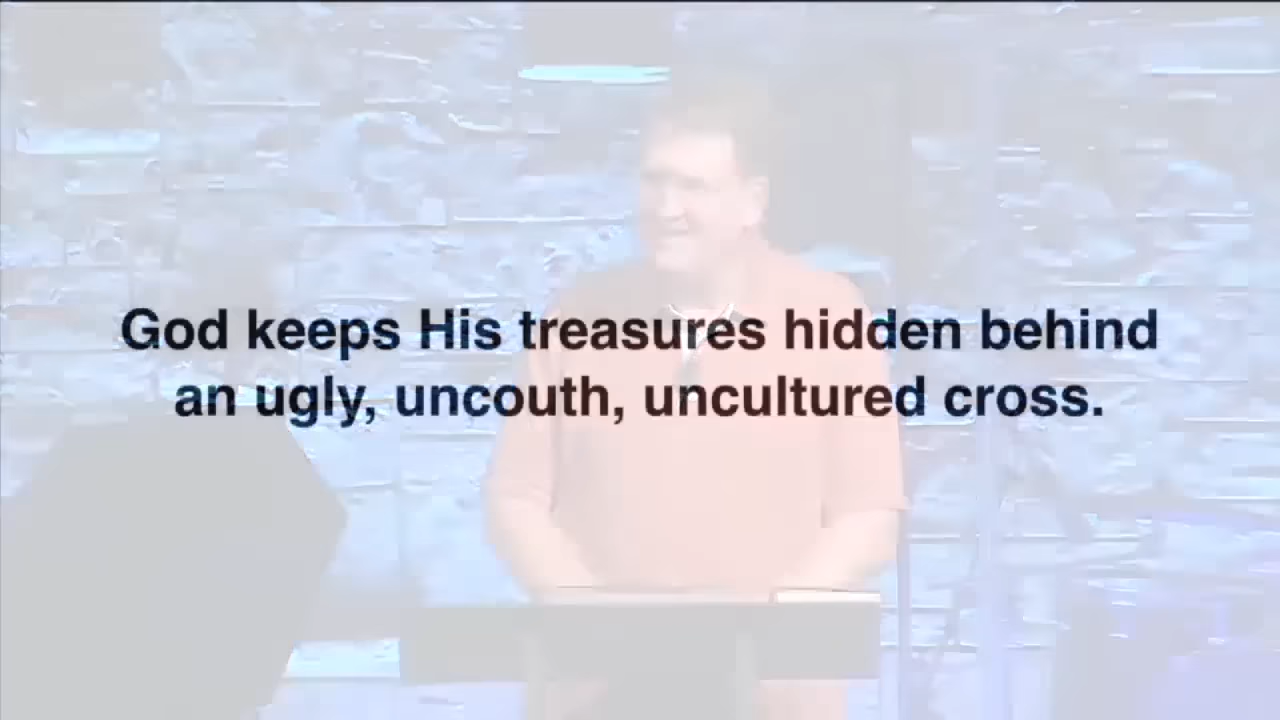 God keeps His treasures hidden behind
an ugly, uncouth, uncultured cross.